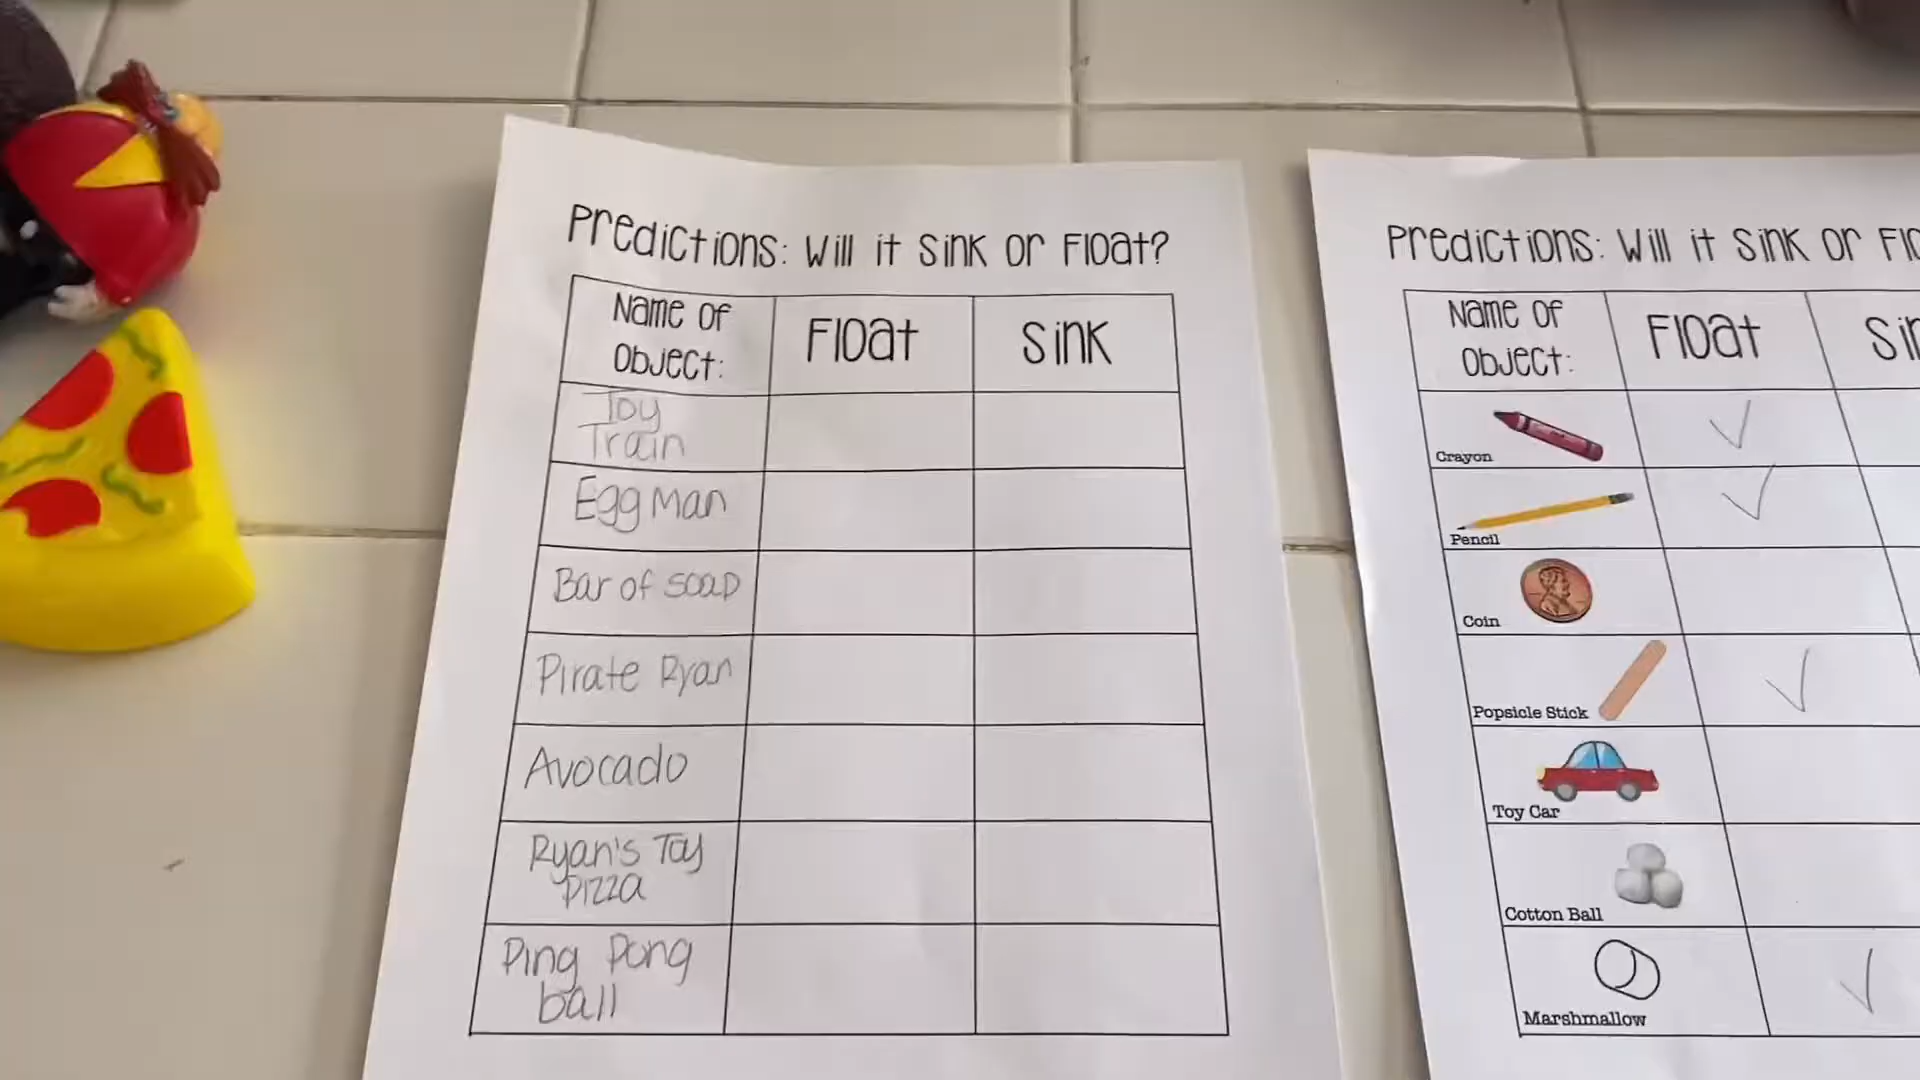 Predictions: Will it Sink or Float?
Name of
Object:
Float
Sink
Toy
Train
Egg Man
Bar of soap
Pirate Ryan
Avocado
Ryan's Toy
Pizza
Ping Pong
ball
Predictions: Will it Sink or Flo
Name of
Object:
Float
Sin
Crayon
Pencil
Coin
Popsicle Stick
Toy Car
Cotton Ball
Marshmallow